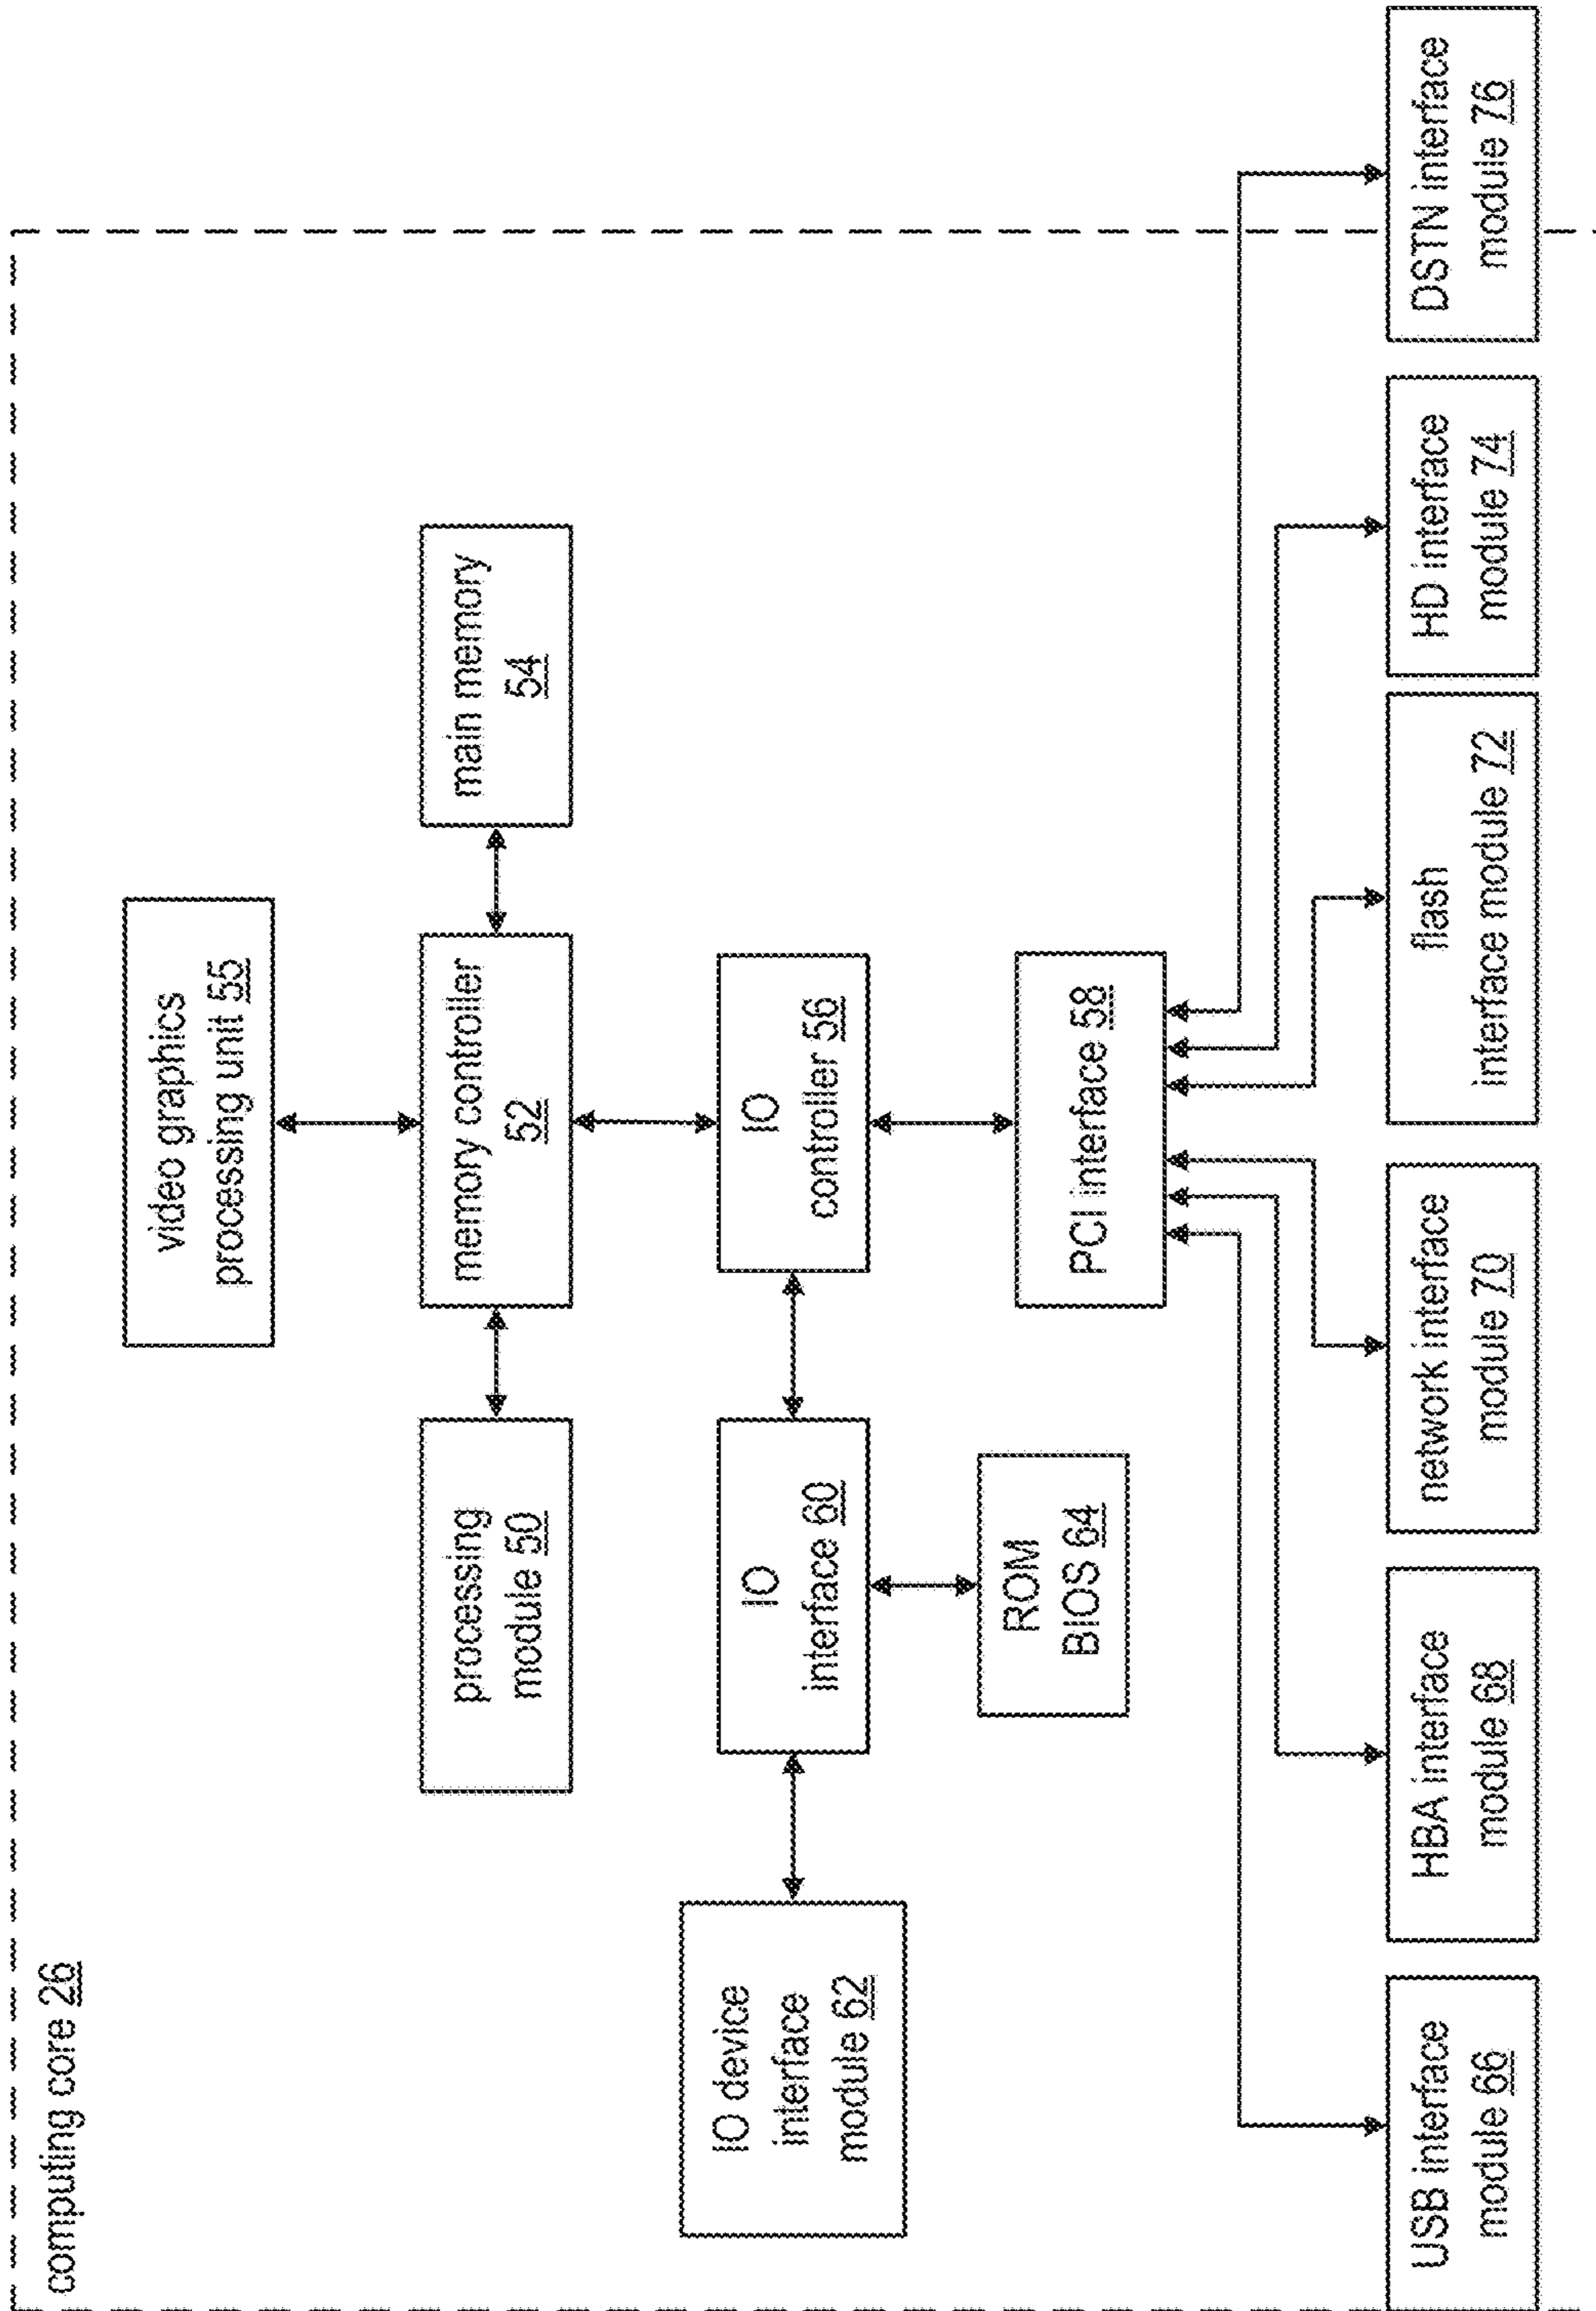 computing core 26
video graphics
processing unit 55
processing
module 50
memory controller
52
main memory
54
IO device
interface
module 62
IO
interface 60
IO
controller 56
ROM
BIOS 64
PCI interface 58
USB interface
module 66
HBA interface
module 68
network interface
module 70
flash
interface module 72
HD interface
module 74
DSTN interface
module 76